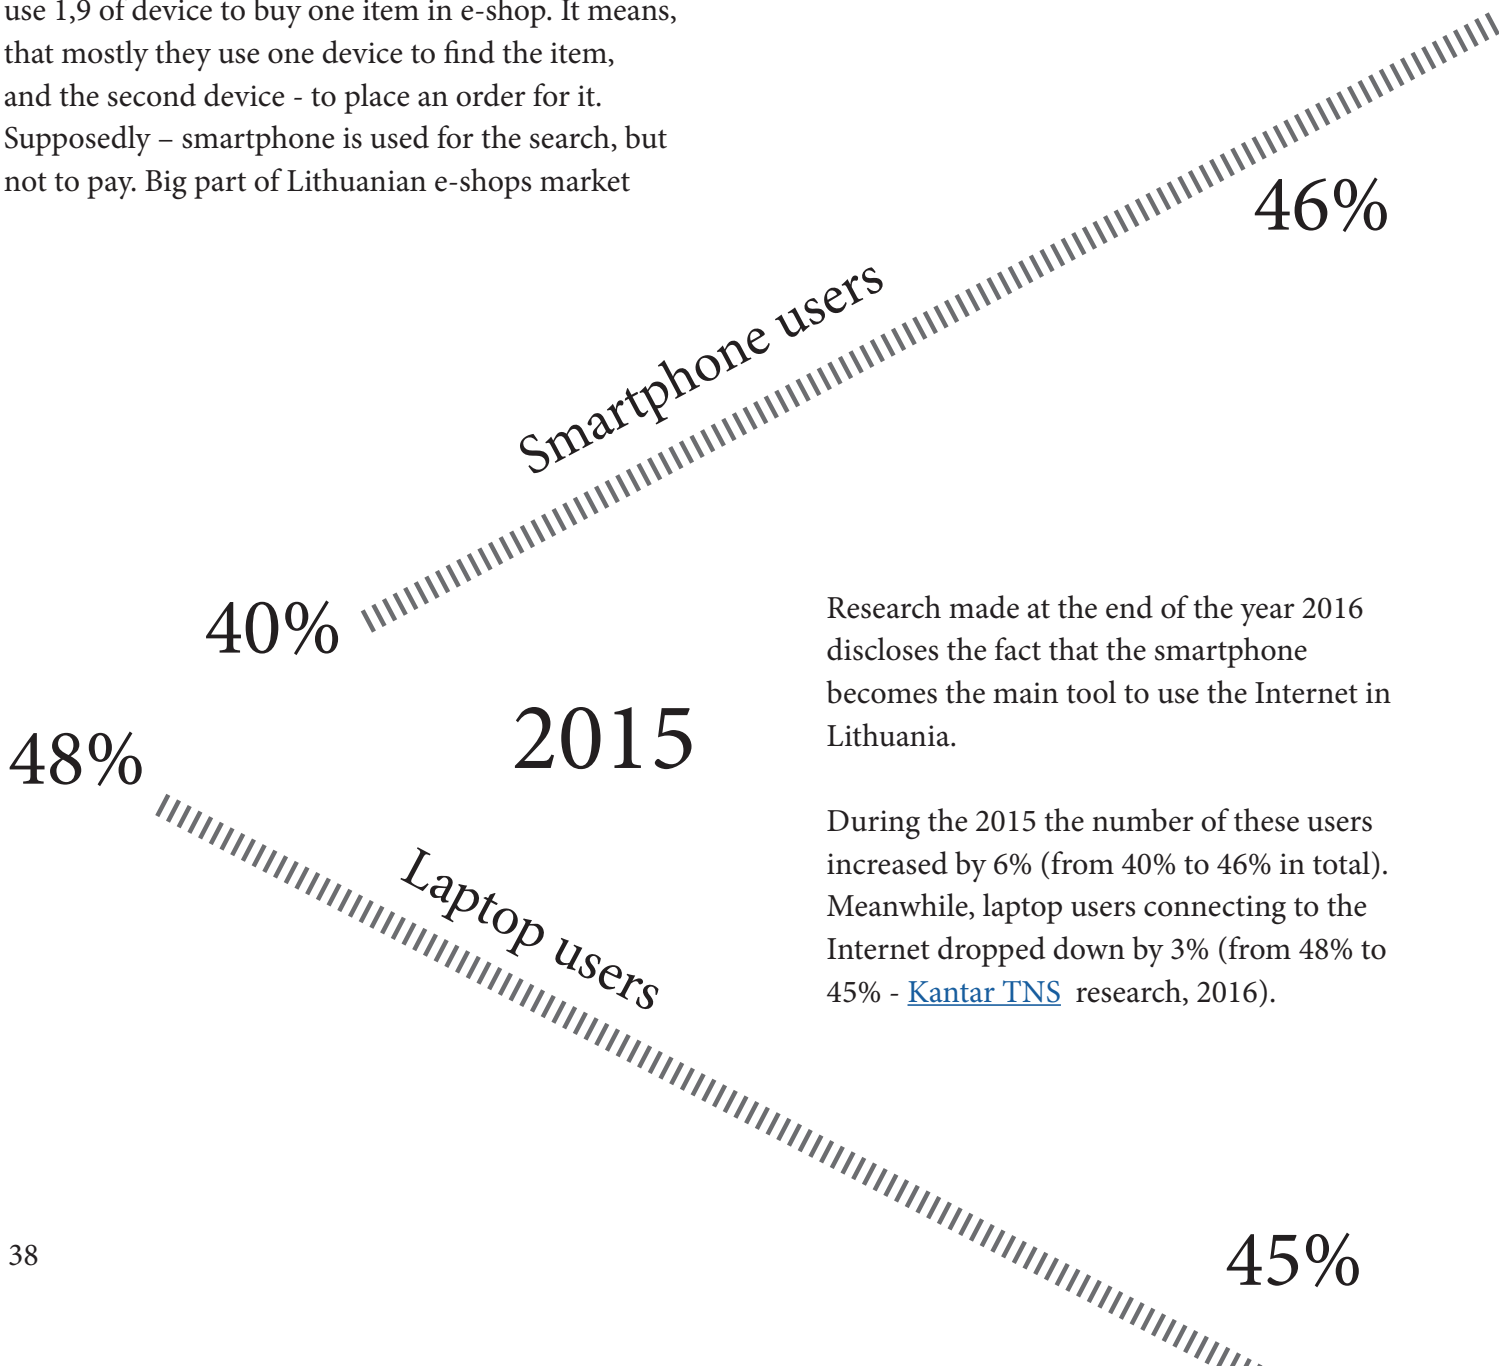 use 1,9 of device to buy one item in e-shop. It means,
that mostly they use one device to find the item,
and the second device - to place an order for it.
Supposedly – smartphone is used for the search, but
not to pay. Big part of Lithuanian e-shops market
46%
Smartphone users
40%
48%
2015
Laptop users
Research made at the end of the year 2016
discloses the fact that the smartphone
becomes the main tool to use the Internet in
Lithuania.
During the 2015 the number of these users
increased by 6% (from 40% to 46% in total).
Meanwhile, laptop users connecting to the
Internet dropped down by 3% (from 48% to
45% - Kantar TNS research, 2016).
45%
38